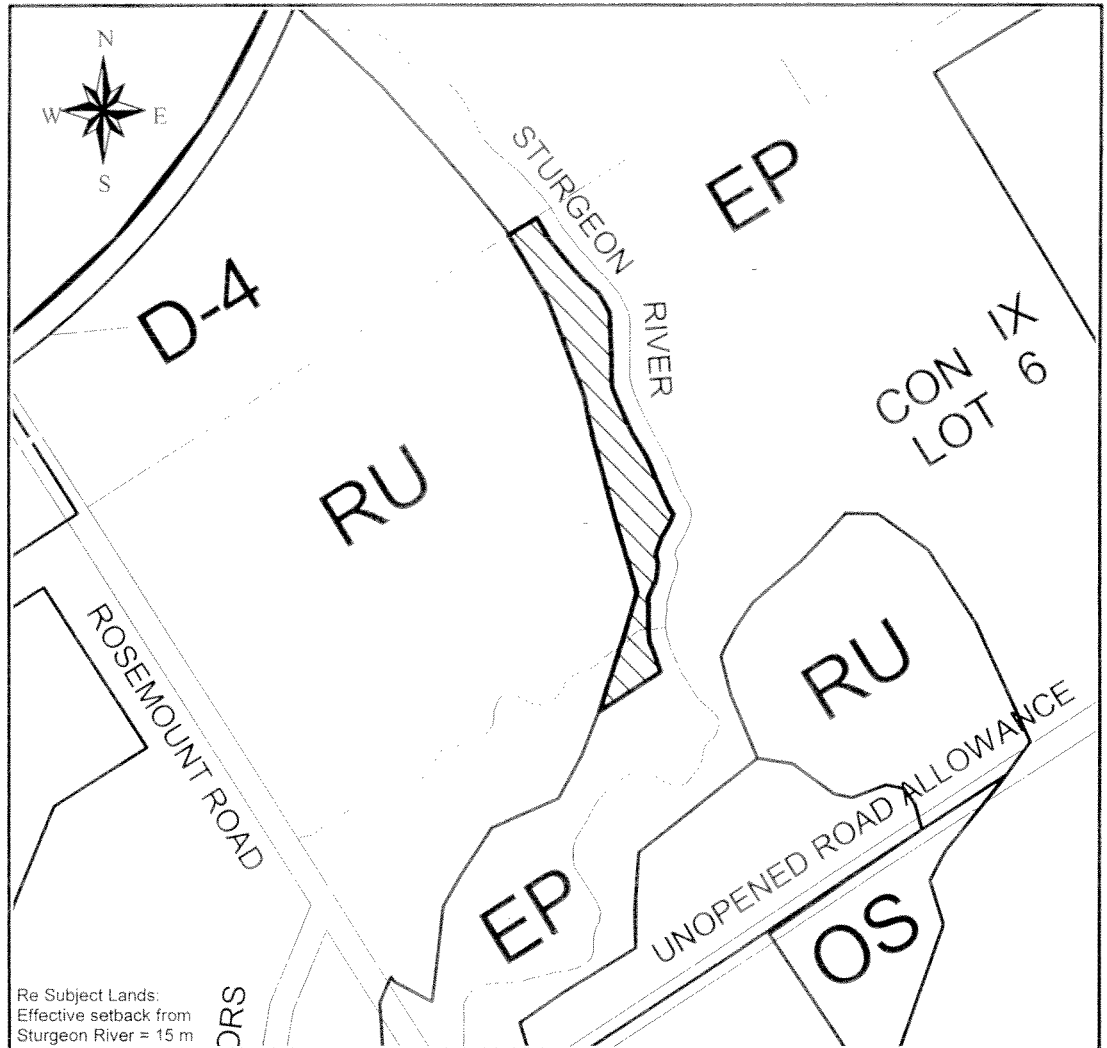 N
W E
S
STURGEON RIVER
EP
D-4
CON IX
LOT 6
RU
RU
ROSEMOUNT ROAD
UNOPENED ROAD ALLOWANCE
EP
OS
Re Subject Lands:
Effective setback from
Sturgeon River = 15 m
ORS